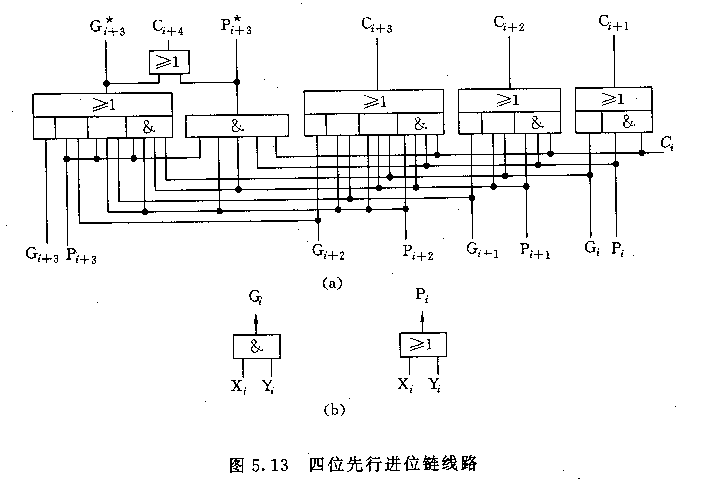 G*i+3 Ci+4 P*i+3 Ci+3 Ci+2 Ci+1
≥1
≥1 ≥1 ≥1 ≥1
& & & & &
Ci
Gi+3 Pi+3 Gi+2 Pi+2 Gi+1 Pi+1 Gi Pi
(a)
Gi Pi
& ≥1
Xi Yi Xi Yi
(b)
图 5.13 四位先行进位链线路